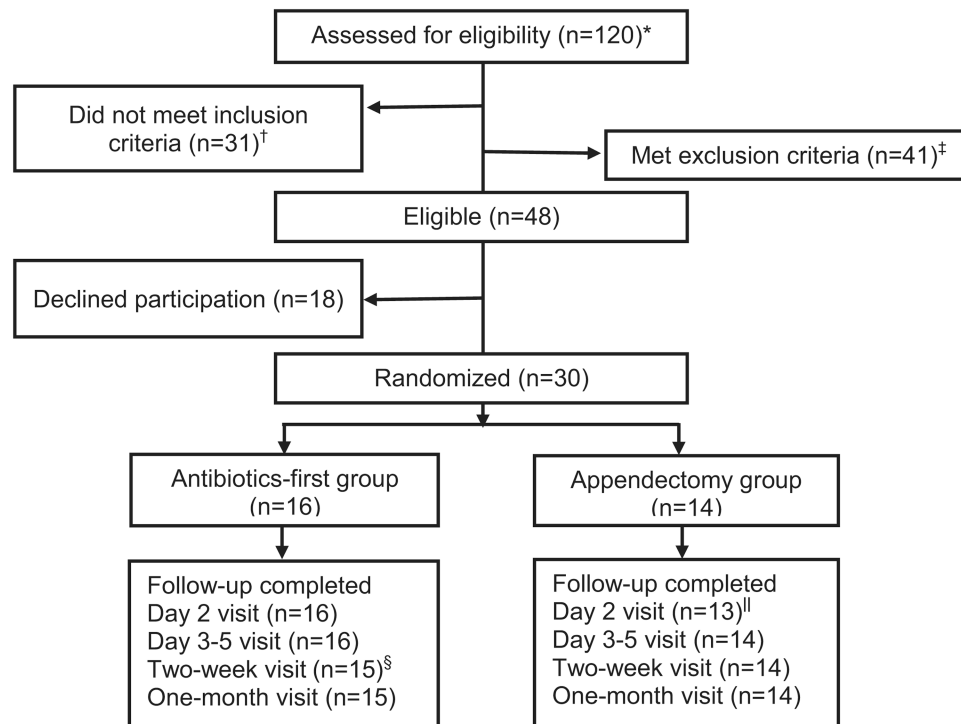 Assessed for eligibility (n=120)*
Did not meet inclusion
criteria (n=31)†
Met exclusion criteria (n=41)‡
Eligible (n=48)
Declined participation (n=18)
Randomized (n=30)
Antibiotics-first group
(n=16)
Appendectomy group
(n=14)
Follow-up completed
Day 2 visit (n=16)
Day 3-5 visit (n=16)
Two-week visit (n=15)§
One-month visit (n=15)
Follow-up completed
Day 2 visit (n=13)||
Day 3-5 visit (n=14)
Two-week visit (n=14)
One-month visit (n=14)